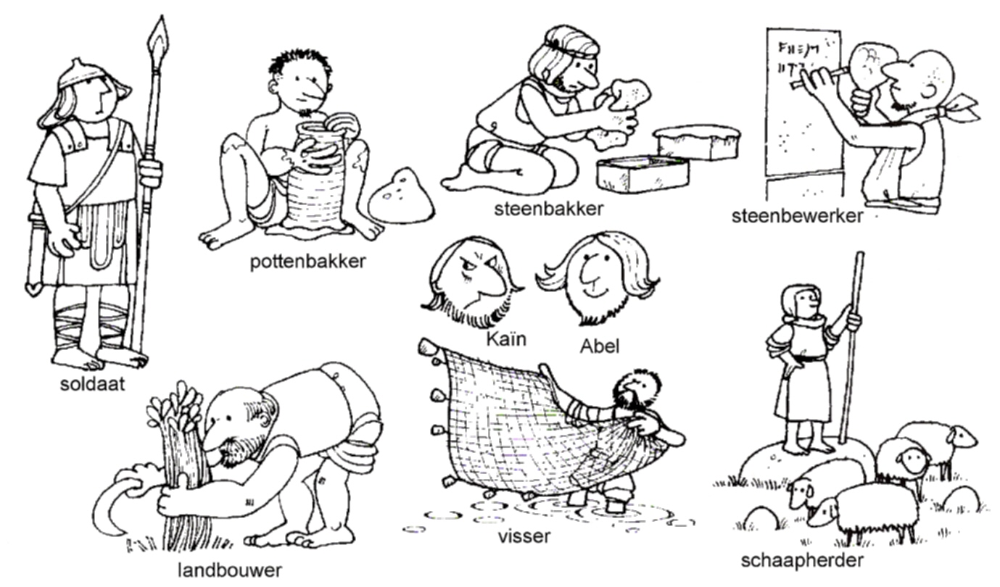 steenbakker
steenbewerker
pottenbakker
Kaïn
Abel
soldaat
visser
schaapherder
landbouwer